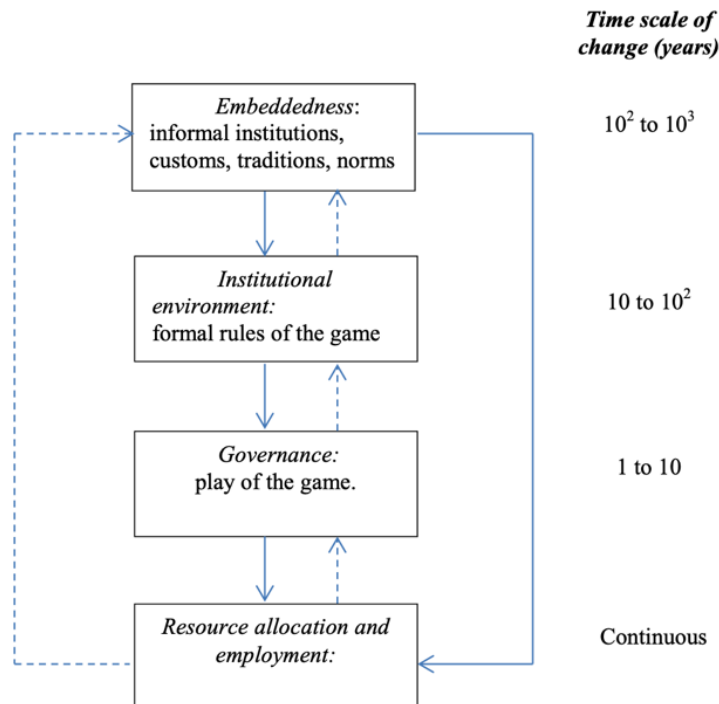 Time scale of
change (years)
Embeddedness:
informal institutions,
customs, traditions, norms
10² to 10³
Institutional
environment:
formal rules of the game
10 to 10²
Governance:
play of the game.
1 to 10
Resource allocation and
employment:
Continuous